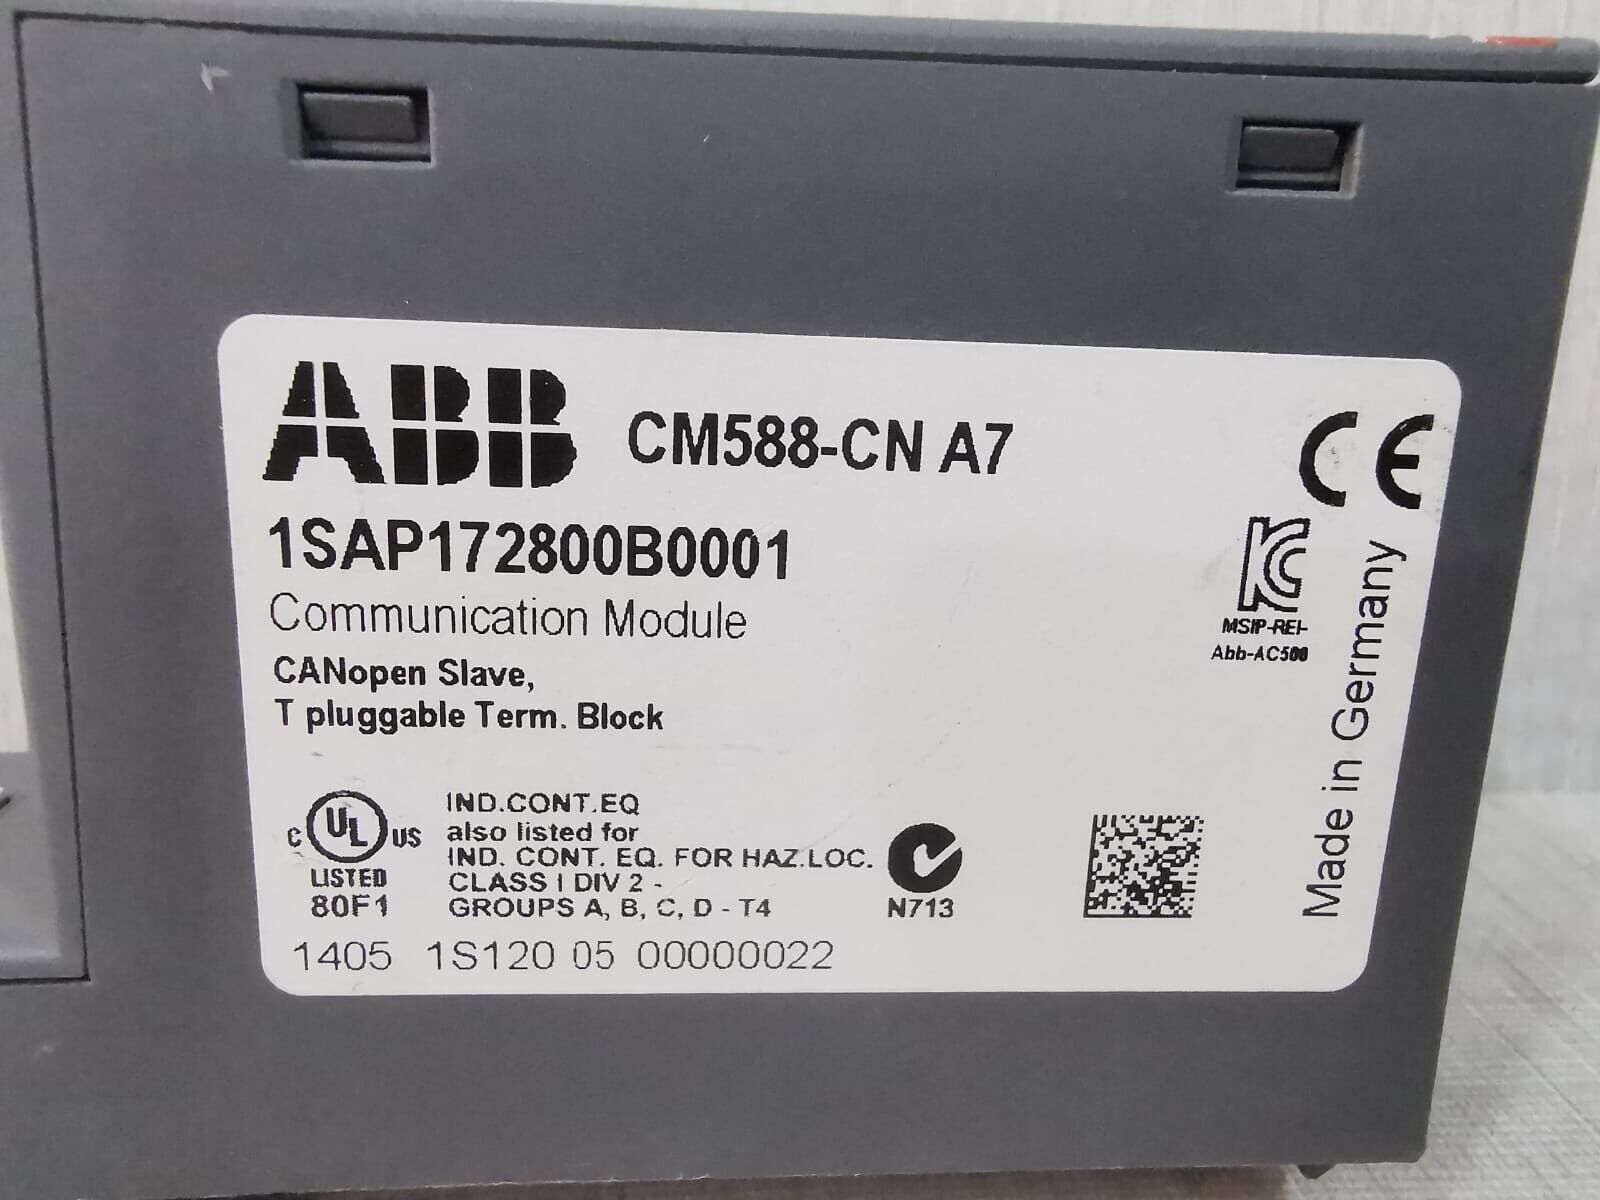 ABB CM588-CN A7
CE
1SAP172800B0001
Communication Module
CANopen Slave,
T pluggable Term. Block
MSIP-REI-
Abb-AC500
Made in Germany
C UL US
LISTED
80F1
IND.CONT.EQ
also listed for
IND. CONT. EQ. FOR HAZ.LOC.
CLASS I DIV 2 -
GROUPS A, B, C, D - T4
N713
1405 1S120 05 00000022